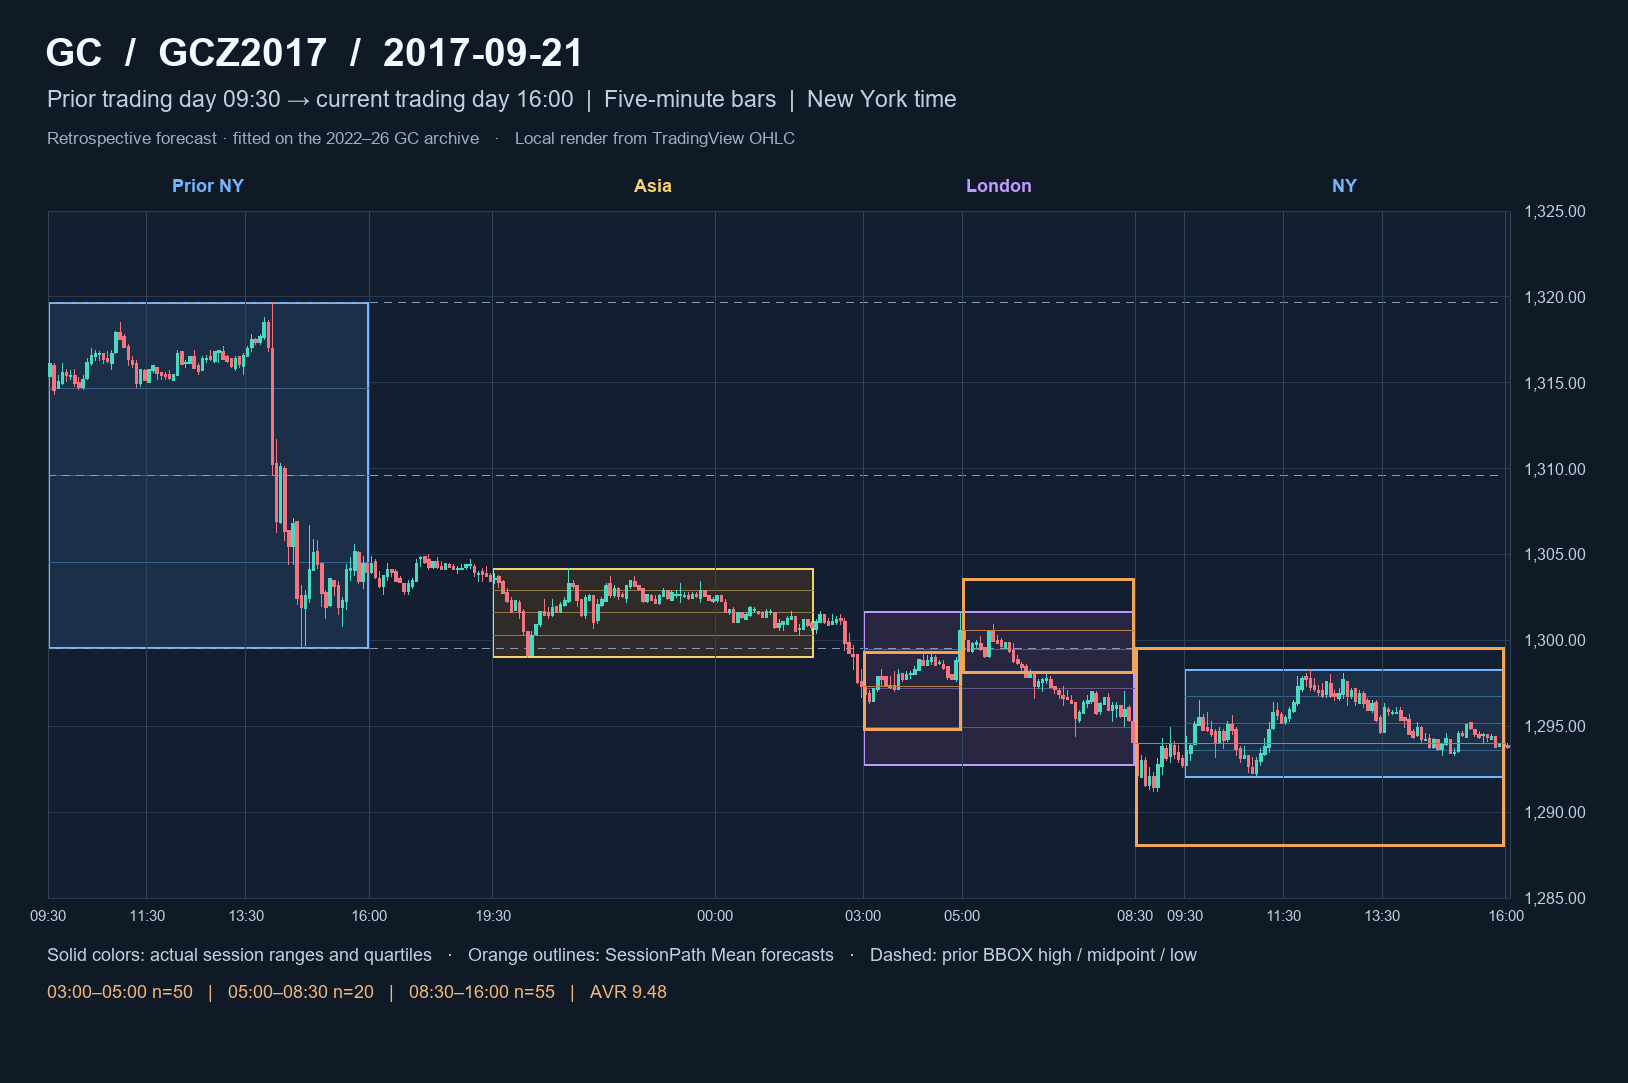 GC / GCZ2017 / 2017-09-21
Prior trading day 09:30 → current trading day 16:00 | Five-minute bars | New York time
Retrospective forecast · fitted on the 2022–26 GC archive · Local render from TradingView OHLC
Prior NY Asia London NY
1,325.00
1,320.00
1,315.00
1,310.00
1,305.00
1,300.00
1,295.00
1,290.00
1,285.00
09:30 11:30 13:30 16:00 19:30 00:00 03:00 05:00 08:30 09:30 11:30 13:30 16:00
Solid colors: actual session ranges and quartiles · Orange outlines: SessionPath Mean forecasts · Dashed: prior BBOX high / midpoint / low
03:00–05:00 n=50 | 05:00–08:30 n=20 | 08:30–16:00 n=55 | AVR 9.48